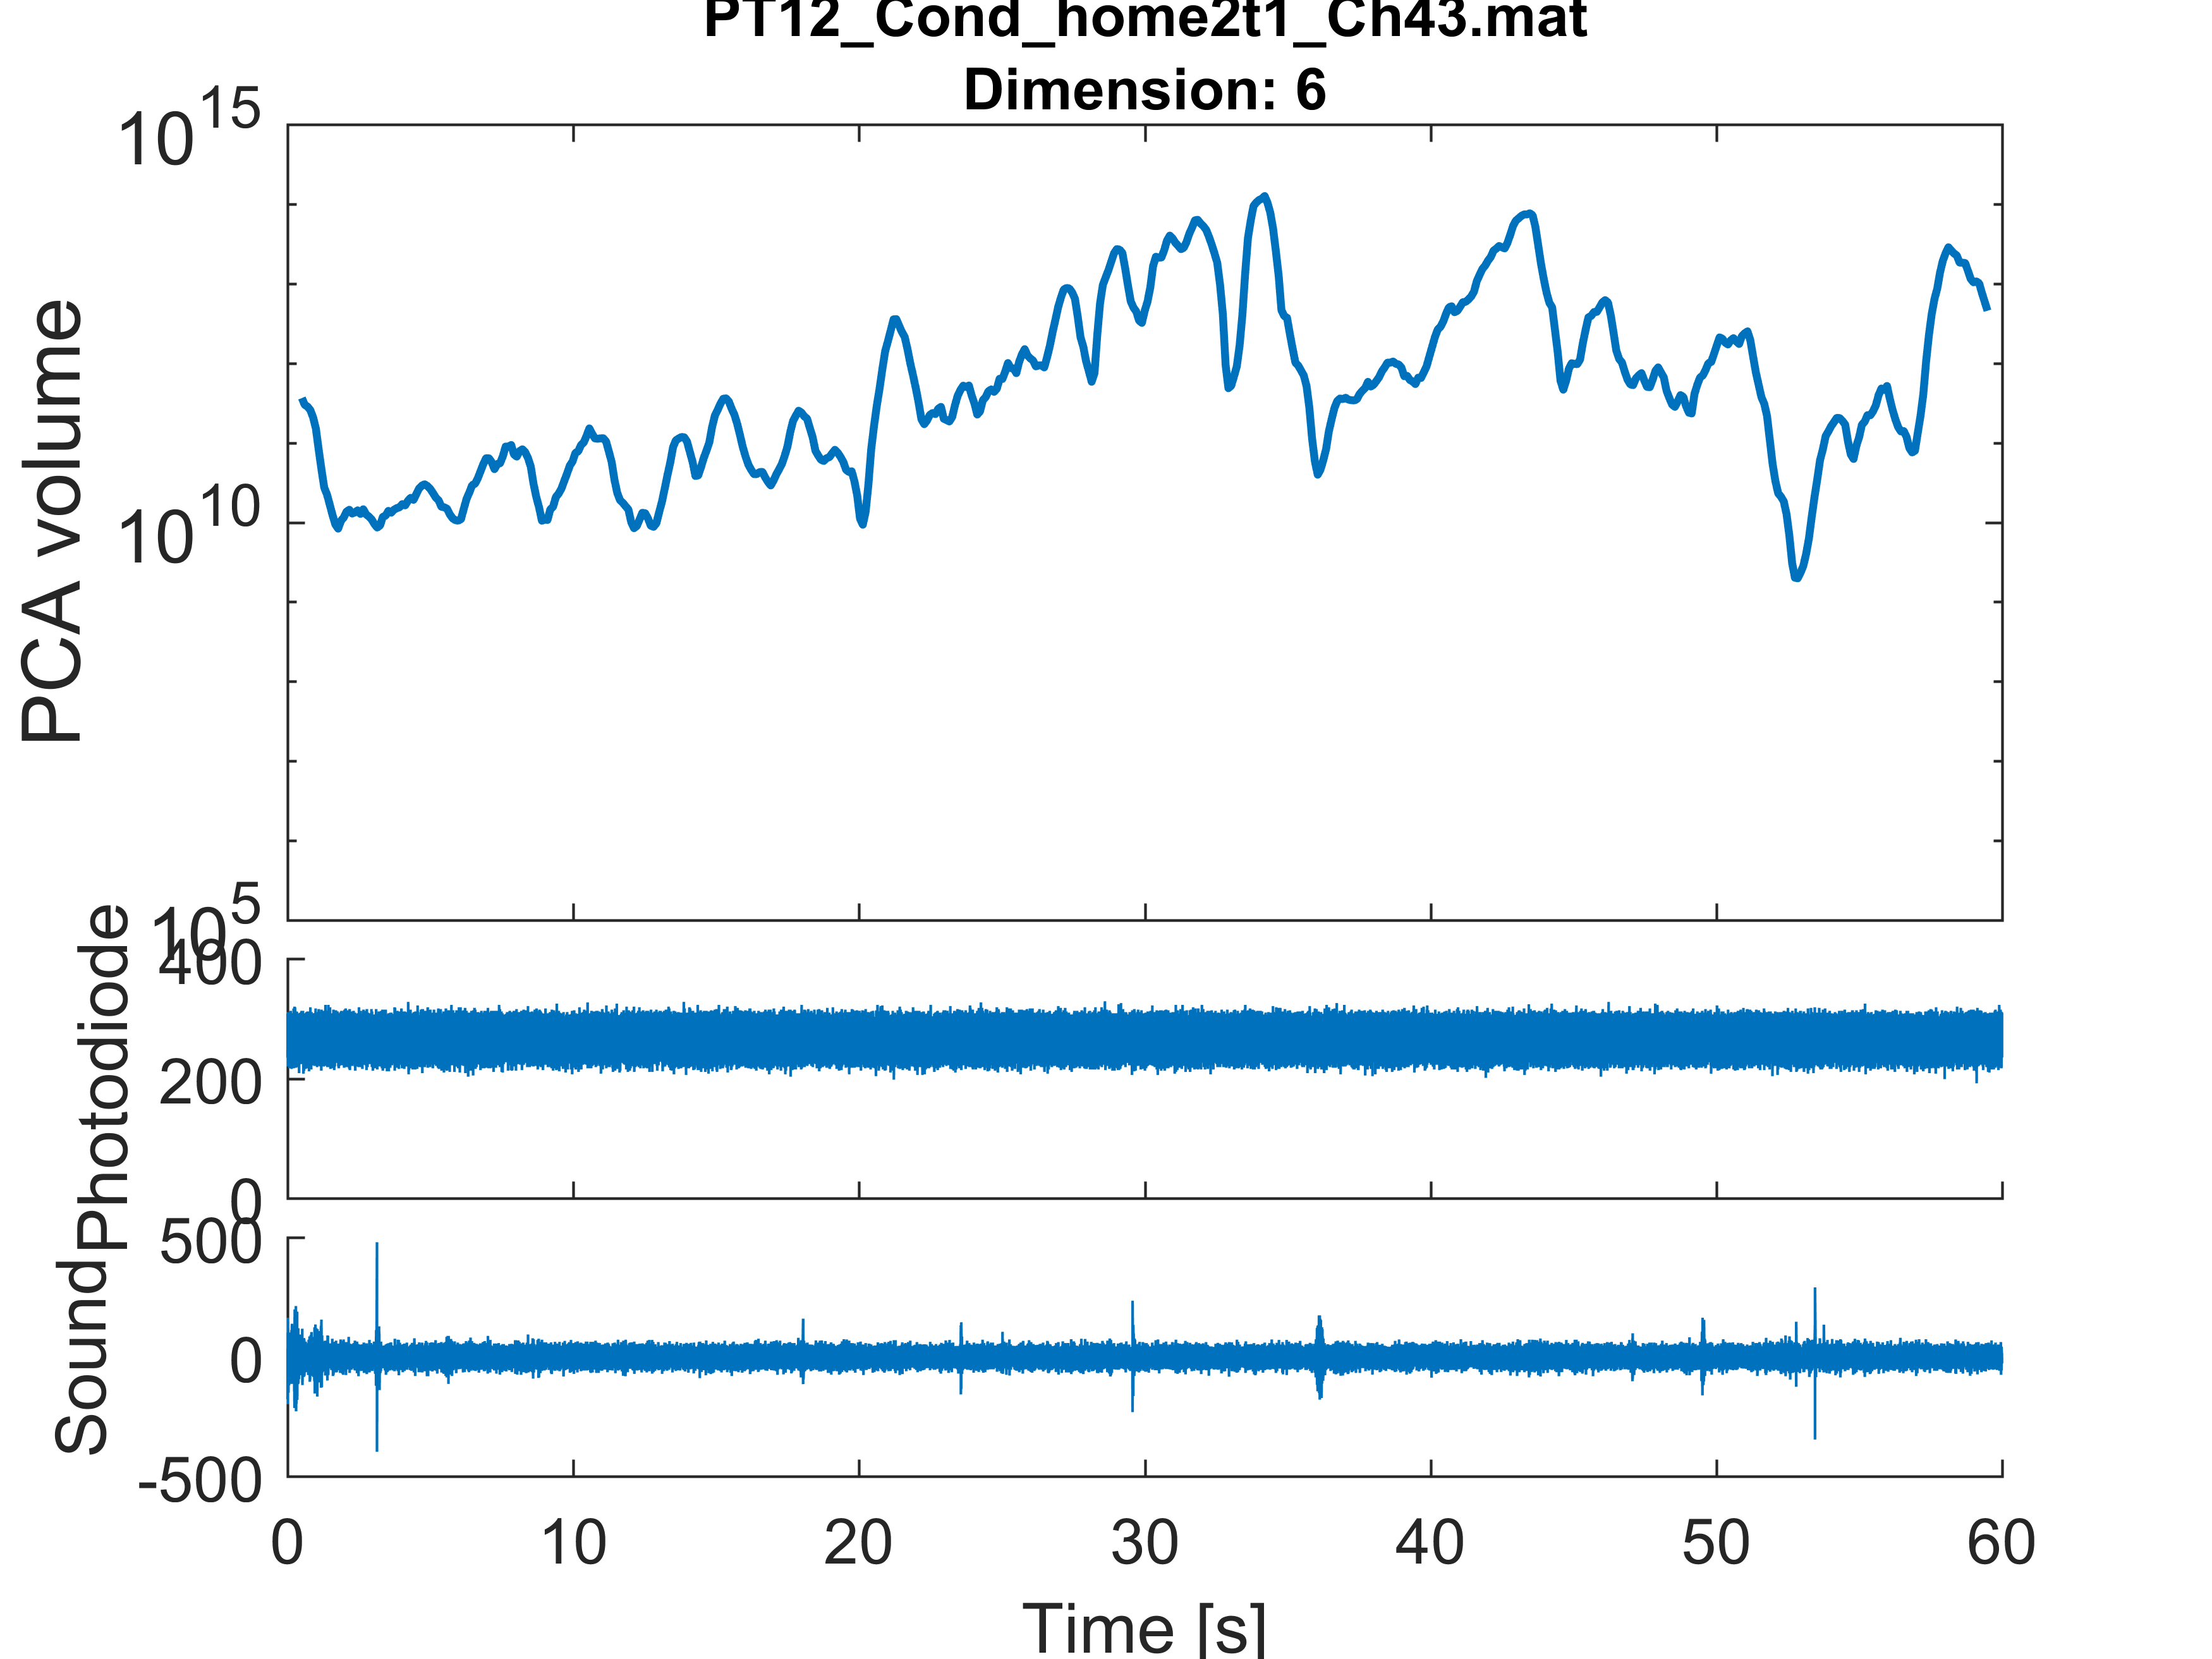 PT12_Cond_home2t1_Ch43.mat
Dimension: 6
PCA volume
10^15
10^10
10^5
Photodiode
400
200
0
Sound
500
0
-500
0 10 20 30 40 50 60
Time [s]